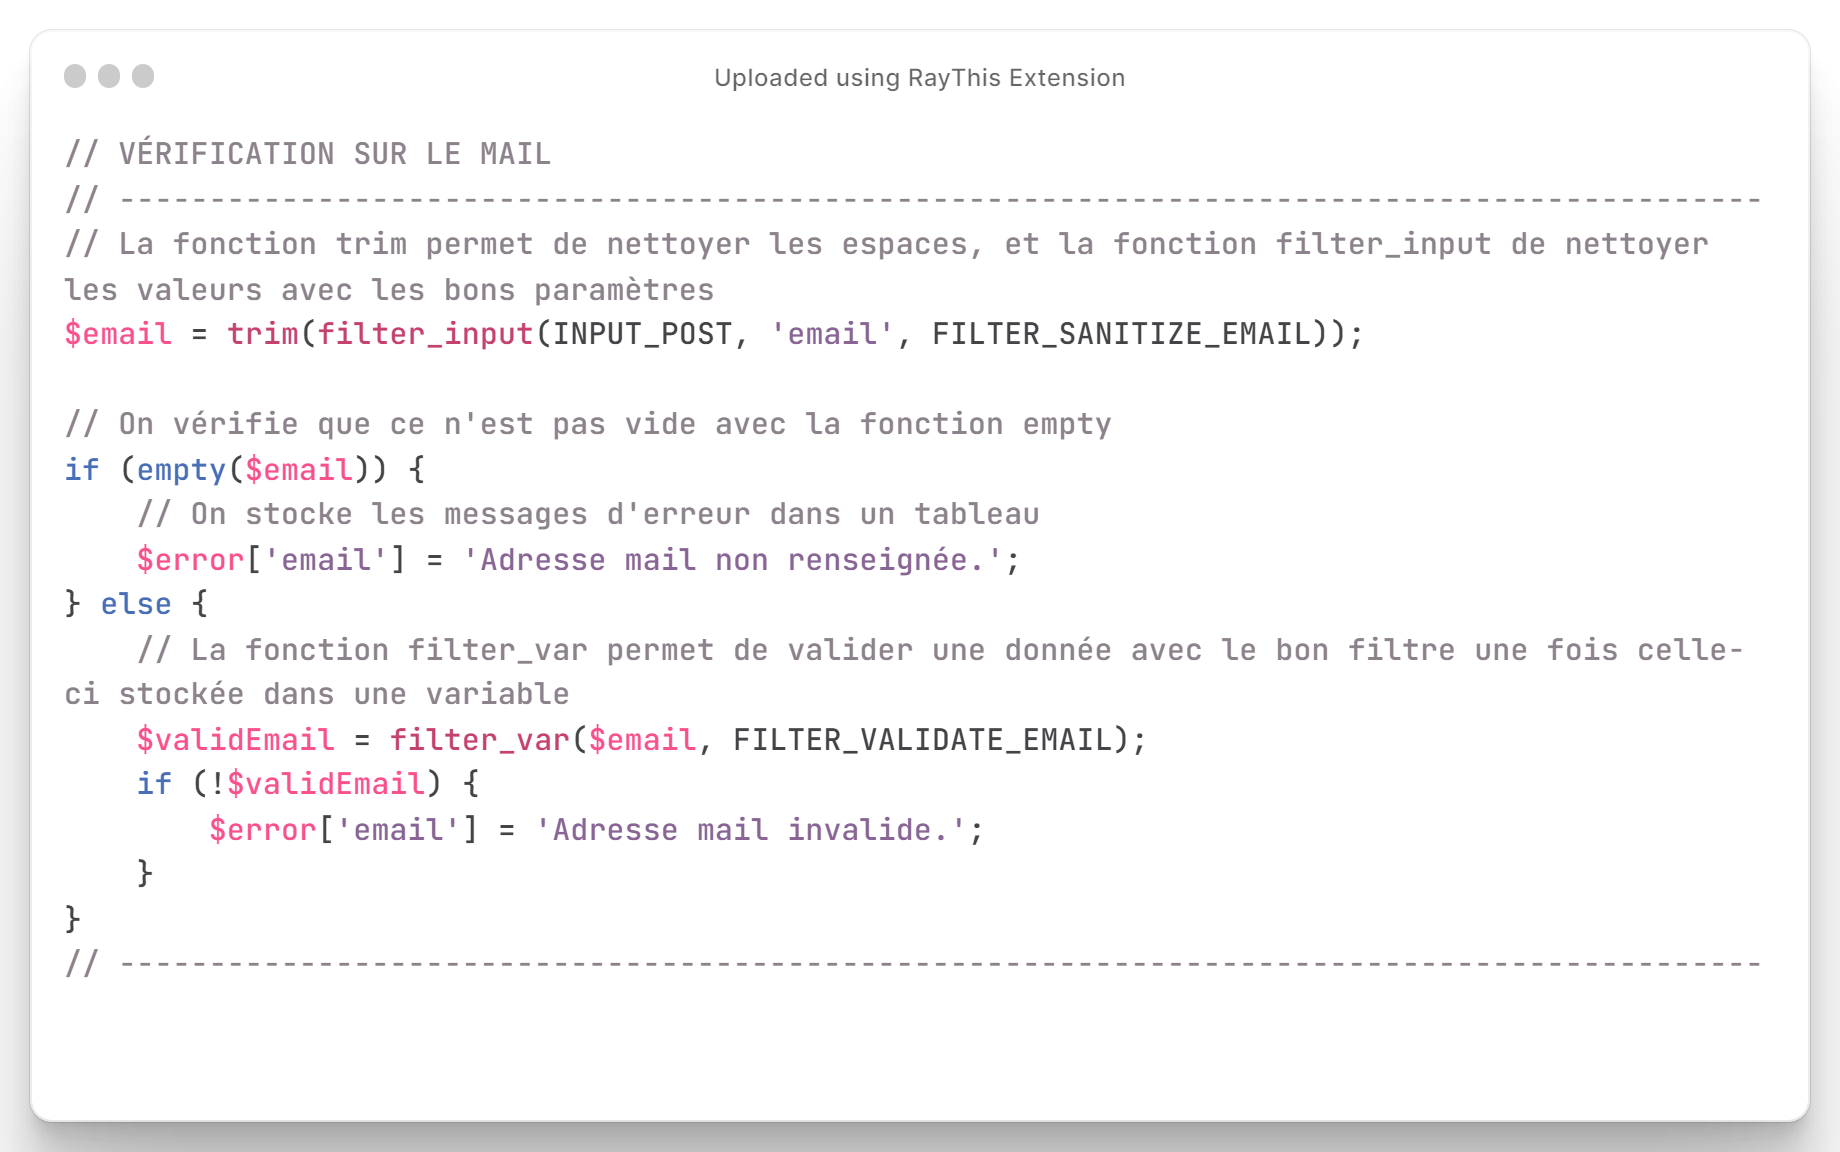 Uploaded using RayThis Extension
// VÉRIFICATION SUR LE MAIL
// -------------------------------------------------------------------------------------------
// La fonction trim permet de nettoyer les espaces, et la fonction filter_input de nettoyer
les valeurs avec les bons paramètres
$email = trim(filter_input(INPUT_POST, 'email', FILTER_SANITIZE_EMAIL));

// On vérifie que ce n'est pas vide avec la fonction empty
if (empty($email)) {
    // On stocke les messages d'erreur dans un tableau
    $error['email'] = 'Adresse mail non renseignée.';
} else {
    // La fonction filter_var permet de valider une donnée avec le bon filtre une fois celle-
ci stockée dans une variable
    $validEmail = filter_var($email, FILTER_VALIDATE_EMAIL);
    if (!$validEmail) {
        $error['email'] = 'Adresse mail invalide.';
    }
}
// -------------------------------------------------------------------------------------------